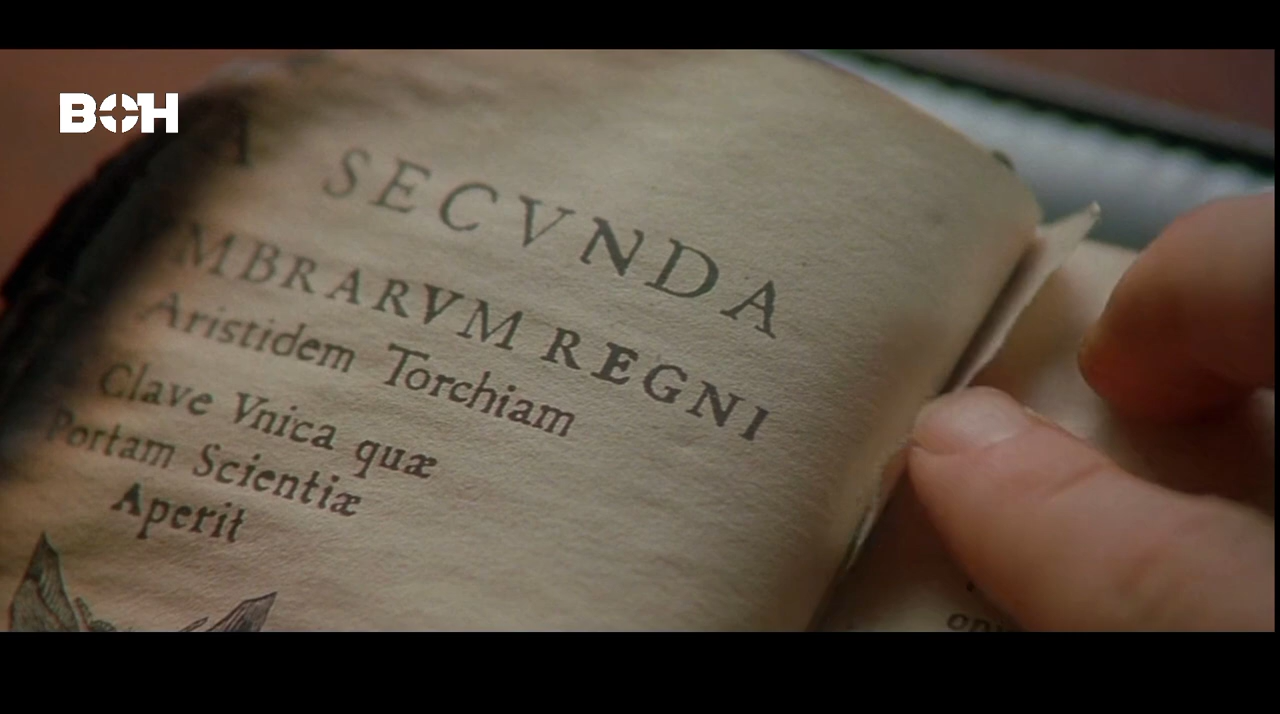 BOH
A SECVNDA
MBRARVM REGNI
Aristidem Torchiam
Clave Vnica quæ
Portam Scientiæ
Aperit